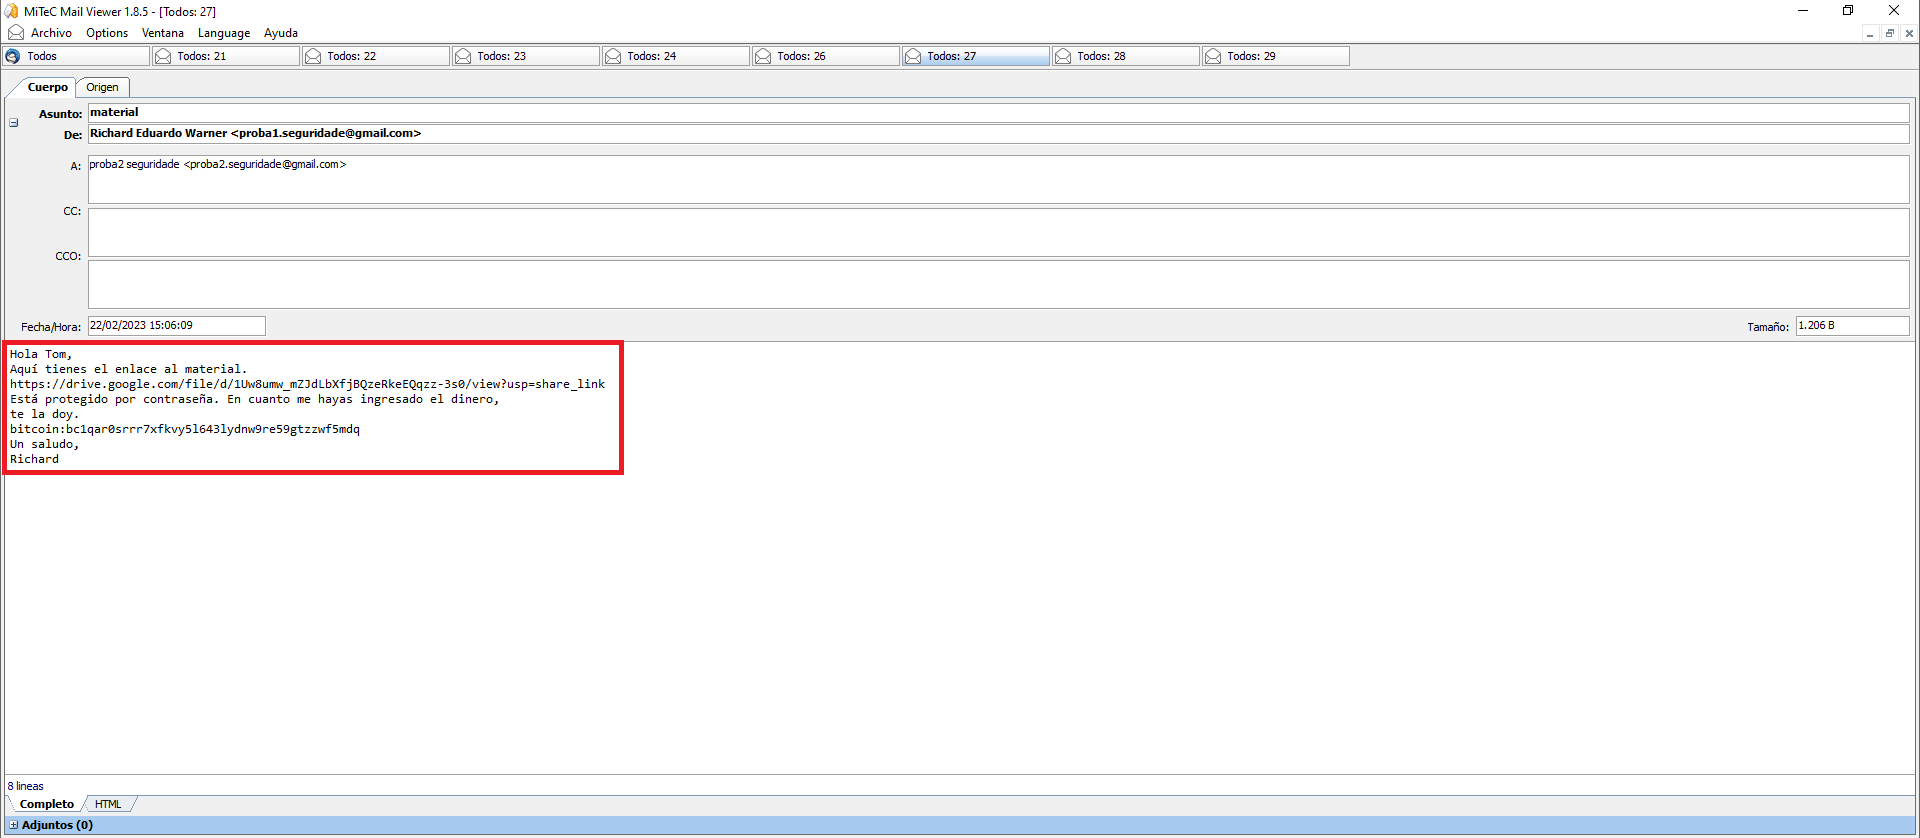 MiTeC Mail Viewer 1.8.5 - [Todos: 27]
Archivo Options Ventana Language Ayuda
Todos Todos: 21 Todos: 22 Todos: 23 Todos: 24 Todos: 26 Todos: 27 Todos: 28 Todos: 29
Cuerpo Origen
Asunto: material
De: Richard Eduardo Warner <proba1.seguridade@gmail.com>
A: proba2 seguridade <proba2.seguridade@gmail.com>
CC:
CCO:
Fecha/Hora: 22/02/2023 15:06:09 Tamaño: 1.206 B
Hola Tom,
Aquí tienes el enlace al material.
https://drive.google.com/file/d/1Uw8umw_mZJdLbXfjBQzeRkeEQqzz-3s0/view?usp=share_link
Está protegido por contraseña. En cuanto me hayas ingresado el dinero,
te la doy.
bitcoin:bc1qar0srrr7xfkvy5l643lydnw9re59gtzzwf5mdq
Un saludo,
Richard
8 lineas
Completo HTML
Adjuntos (0)